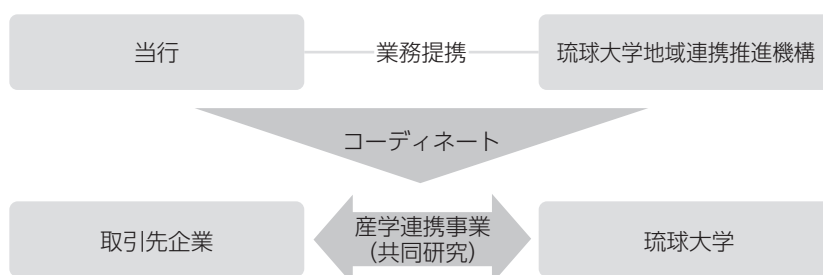 当行
業務提携
琉球大学地域連携推進機構
コーディネート
取引先企業
産学連携事業
(共同研究)
琉球大学